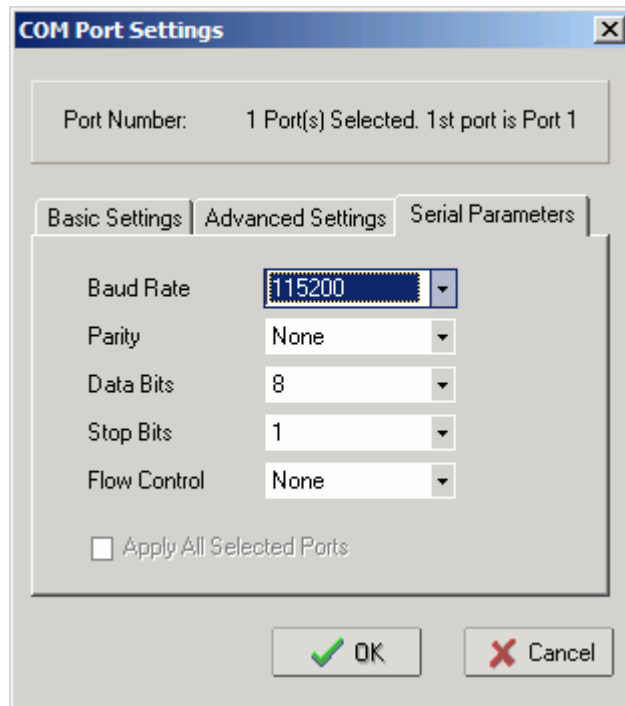 COM Port Settings
Port Number: 1 Port(s) Selected. 1st port is Port 1
Basic Settings Advanced Settings Serial Parameters
Baud Rate 115200
Parity None
Data Bits 8
Stop Bits 1
Flow Control None
Apply All Selected Ports
OK Cancel